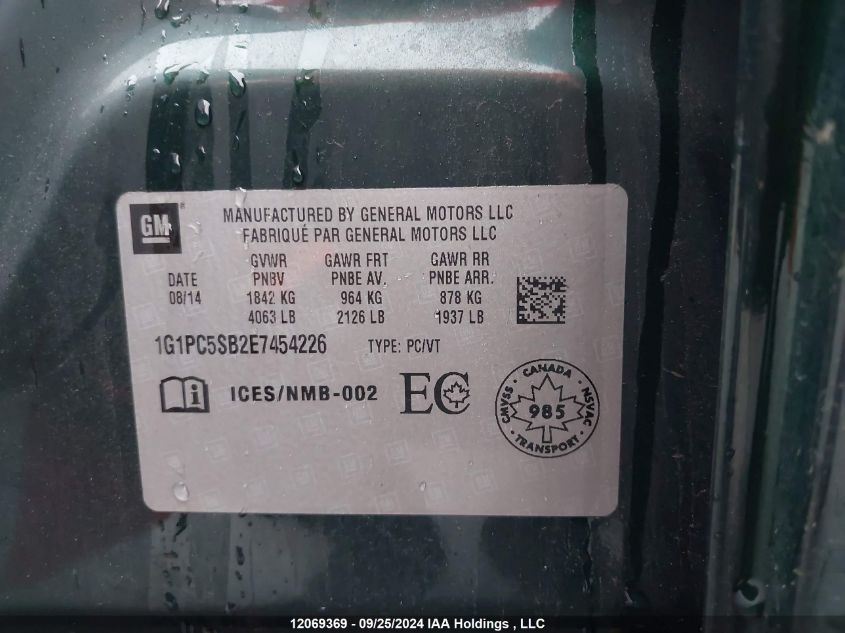 GM®
MANUFACTURED BY GENERAL MOTORS LLC
FABRIQUÉ PAR GENERAL MOTORS LLC
GVWR GAWR FRT GAWR RR
DATE PNBV PNBE AV. PNBE ARR.
08/14 1842 KG 964 KG 878 KG
4063 LB 2126 LB 1937 LB
1G1PC5SB2E7454226 TYPE: PC/VT
i ICES/NMB-002 EC
CANADA
CMVSS 985 NSVAC
TRANSPORT
12069369 - 09/25/2024 IAA Holdings , LLC